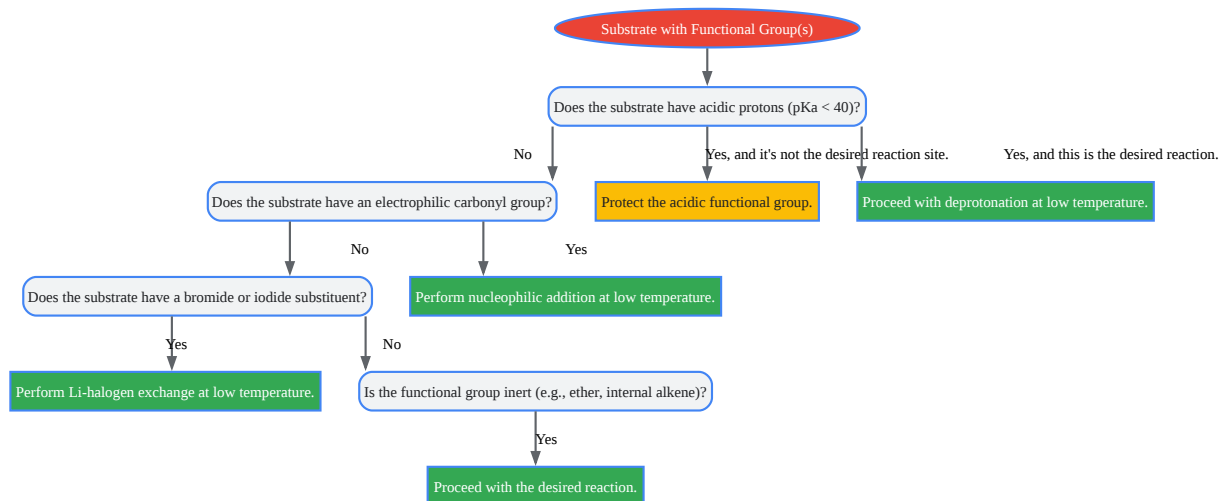 Substrate with Functional Group(s)
Does the substrate have acidic protons (pKa < 40)?
No
Yes, and it's not the desired reaction site.
Yes, and this is the desired reaction.
Does the substrate have an electrophilic carbonyl group?
Protect the acidic functional group.
Proceed with deprotonation at low temperature.
No
Yes
Does the substrate have a bromide or iodide substituent?
Perform nucleophilic addition at low temperature.
Yes
No
Perform Li-halogen exchange at low temperature.
Is the functional group inert (e.g., ether, internal alkene)?
Yes
Proceed with the desired reaction.